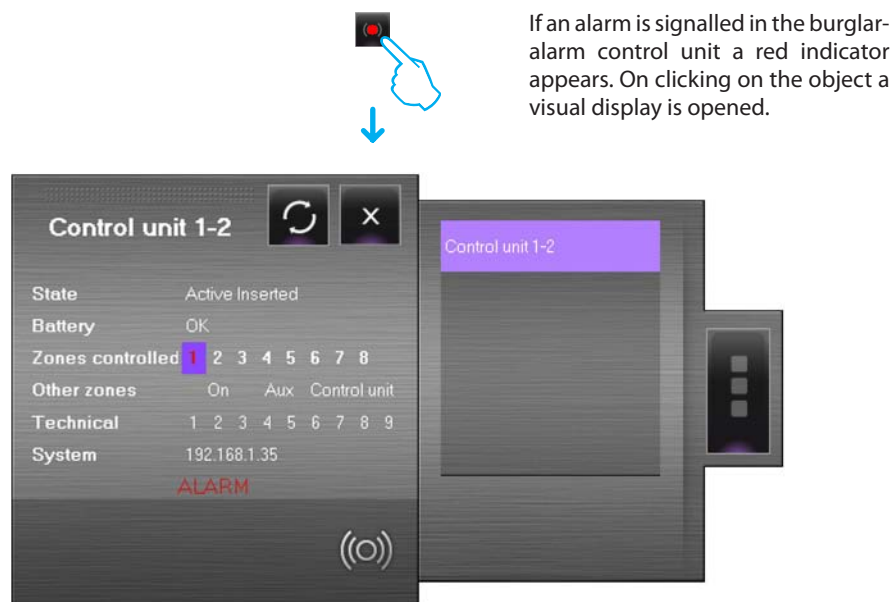 If an alarm is signalled in the burglar-
alarm control unit a red indicator
appears. On clicking on the object a
visual display is opened.
Control unit 1-2
X
State Active Inserted
Battery OK
Zones controlled 1 2 3 4 5 6 7 8
Other zones On Aux Control unit
Technical 1 2 3 4 5 6 7 8 9
System 192.168.1.35
ALARM
Control unit 1-2